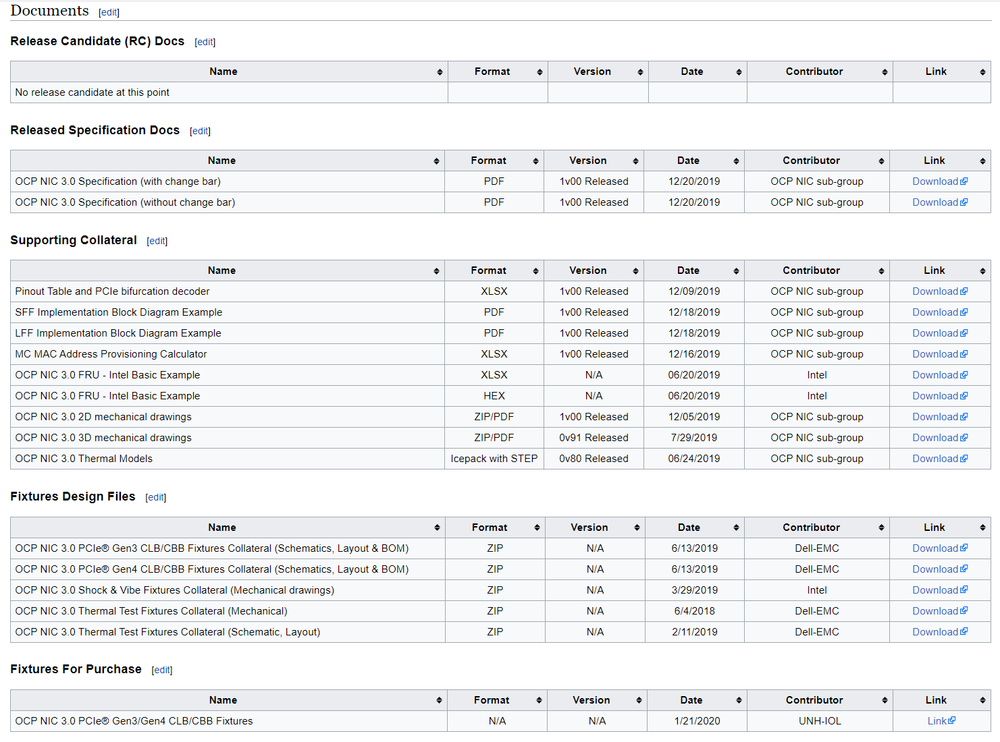 Documents [edit]
Release Candidate (RC) Docs [edit]
Name Format Version Date Contributor Link
No release candidate at this point
Released Specification Docs [edit]
Name Format Version Date Contributor Link
OCP NIC 3.0 Specification (with change bar) PDF 1v00 Released 12/20/2019 OCP NIC sub-group Download
OCP NIC 3.0 Specification (without change bar) PDF 1v00 Released 12/20/2019 OCP NIC sub-group Download
Supporting Collateral [edit]
Name Format Version Date Contributor Link
Pinout Table and PCIe bifurcation decoder XLSX 1v00 Released 12/09/2019 OCP NIC sub-group Download
SFF Implementation Block Diagram Example PDF 1v00 Released 12/18/2019 OCP NIC sub-group Download
LFF Implementation Block Diagram Example PDF 1v00 Released 12/18/2019 OCP NIC sub-group Download
MC MAC Address Provisioning Calculator XLSX 1v00 Released 12/16/2019 OCP NIC sub-group Download
OCP NIC 3.0 FRU - Intel Basic Example XLSX N/A 06/20/2019 Intel Download
OCP NIC 3.0 FRU - Intel Basic Example HEX N/A 06/20/2019 Intel Download
OCP NIC 3.0 2D mechanical drawings ZIP/PDF 1v00 Released 12/05/2019 OCP NIC sub-group Download
OCP NIC 3.0 3D mechanical drawings ZIP/PDF 0v91 Released 7/29/2019 OCP NIC sub-group Download
OCP NIC 3.0 Thermal Models Icepack with STEP 0v80 Released 06/24/2019 OCP NIC sub-group Download
Fixtures Design Files [edit]
Name Format Version Date Contributor Link
OCP NIC 3.0 PCIe® Gen3 CLB/CBB Fixtures Collateral (Schematics, Layout & BOM) ZIP N/A 6/13/2019 Dell-EMC Download
OCP NIC 3.0 PCIe® Gen4 CLB/CBB Fixtures Collateral (Schematics, Layout & BOM) ZIP N/A 6/13/2019 Dell-EMC Download
OCP NIC 3.0 Shock & Vibe Fixtures Collateral (Mechanical drawings) ZIP N/A 3/29/2019 Intel Download
OCP NIC 3.0 Thermal Test Fixtures Collateral (Mechanical) ZIP N/A 6/4/2018 Dell-EMC Download
OCP NIC 3.0 Thermal Test Fixtures Collateral (Schematic, Layout) ZIP N/A 2/11/2019 Dell-EMC Download
Fixtures For Purchase [edit]
Name Format Version Date Contributor Link
OCP NIC 3.0 PCIe® Gen3/Gen4 CLB/CBB Fixtures N/A N/A 1/21/2020 UNH-IOL Link